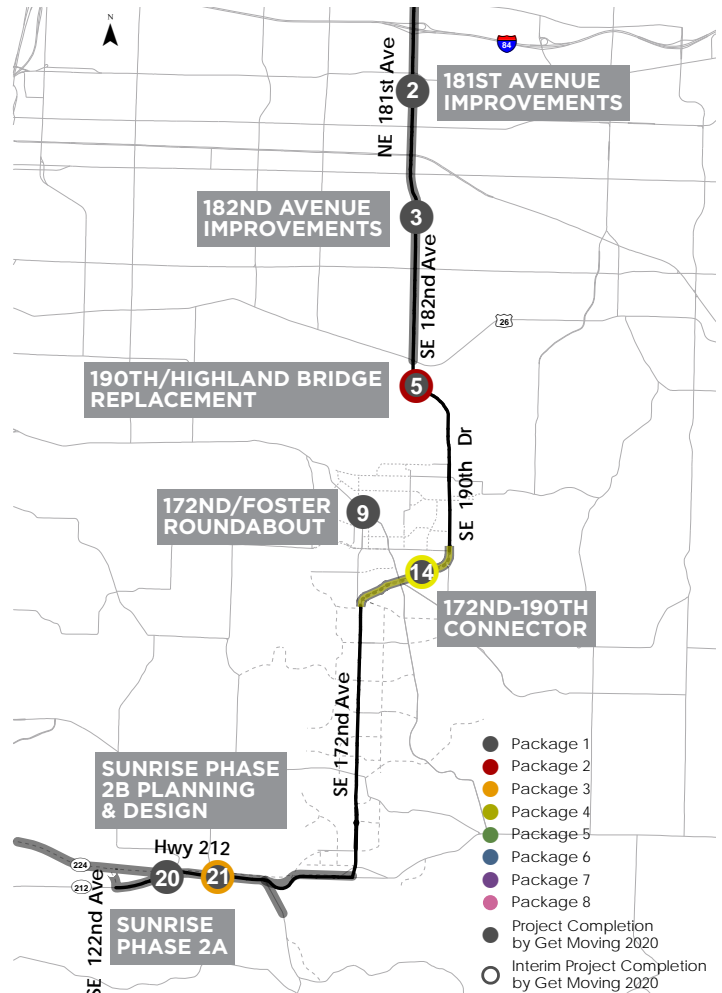 N
84
NE 181st Ave
2
181ST AVENUE
IMPROVEMENTS
182ND AVENUE
IMPROVEMENTS
3
SE 182nd Ave
26
190TH/HIGHLAND BRIDGE
REPLACEMENT
5
SE 190th Dr
172ND/FOSTER
ROUNDABOUT
9
14
172ND-190TH
CONNECTOR
SE 172nd Ave
SUNRISE PHASE
2B PLANNING
& DESIGN
Hwy 212
224
212
20
21
SE 122nd Ave
SUNRISE
PHASE 2A
Package 1
Package 2
Package 3
Package 4
Package 5
Package 6
Package 7
Package 8
Project Completion
by Get Moving 2020
Interim Project Completion
by Get Moving 2020